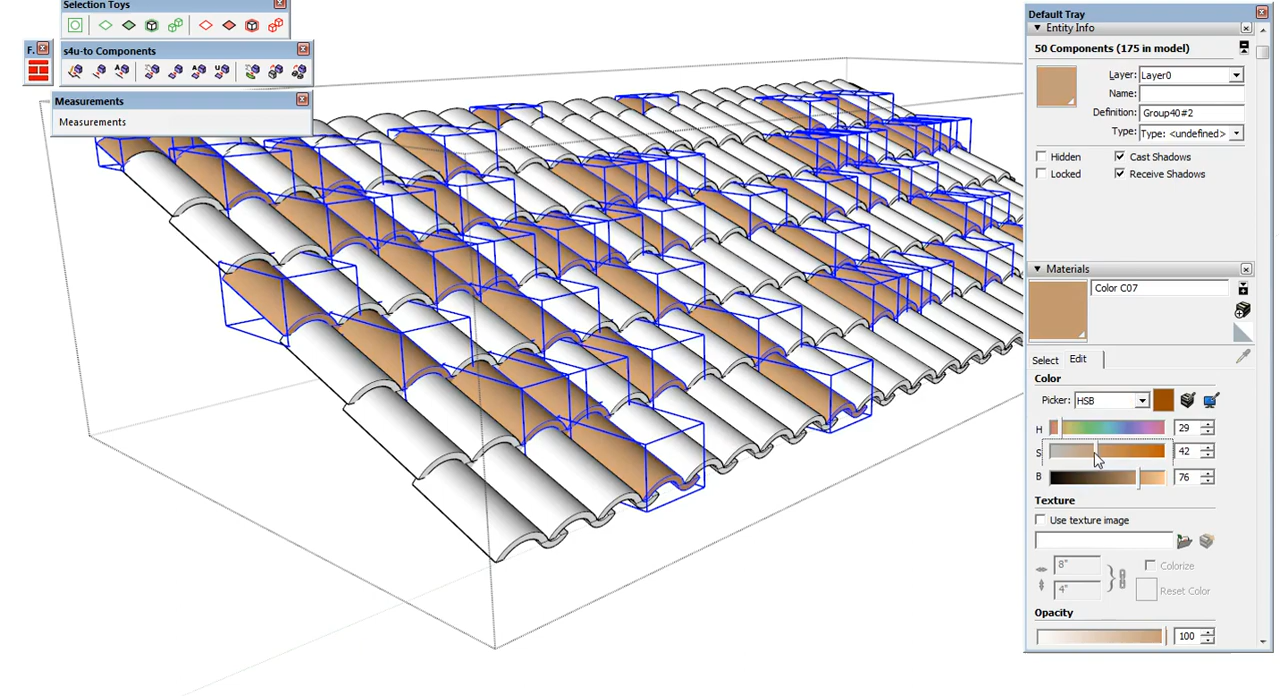 Selection Toys
F.
s4u-to Components
Measurements
Measurements
Default Tray
Entity Info
50 Components (175 in model)
Layer: Layer0
Name:
Definition: Group40#2
Type: Type: <undefined>
Hidden
Cast Shadows
Locked
Receive Shadows
Materials
Color C07
Select Edit
Color
Picker: HSB
H 29
S 42
B 76
Texture
Use texture image
8"
Colorize
4"
Reset Color
Opacity
100